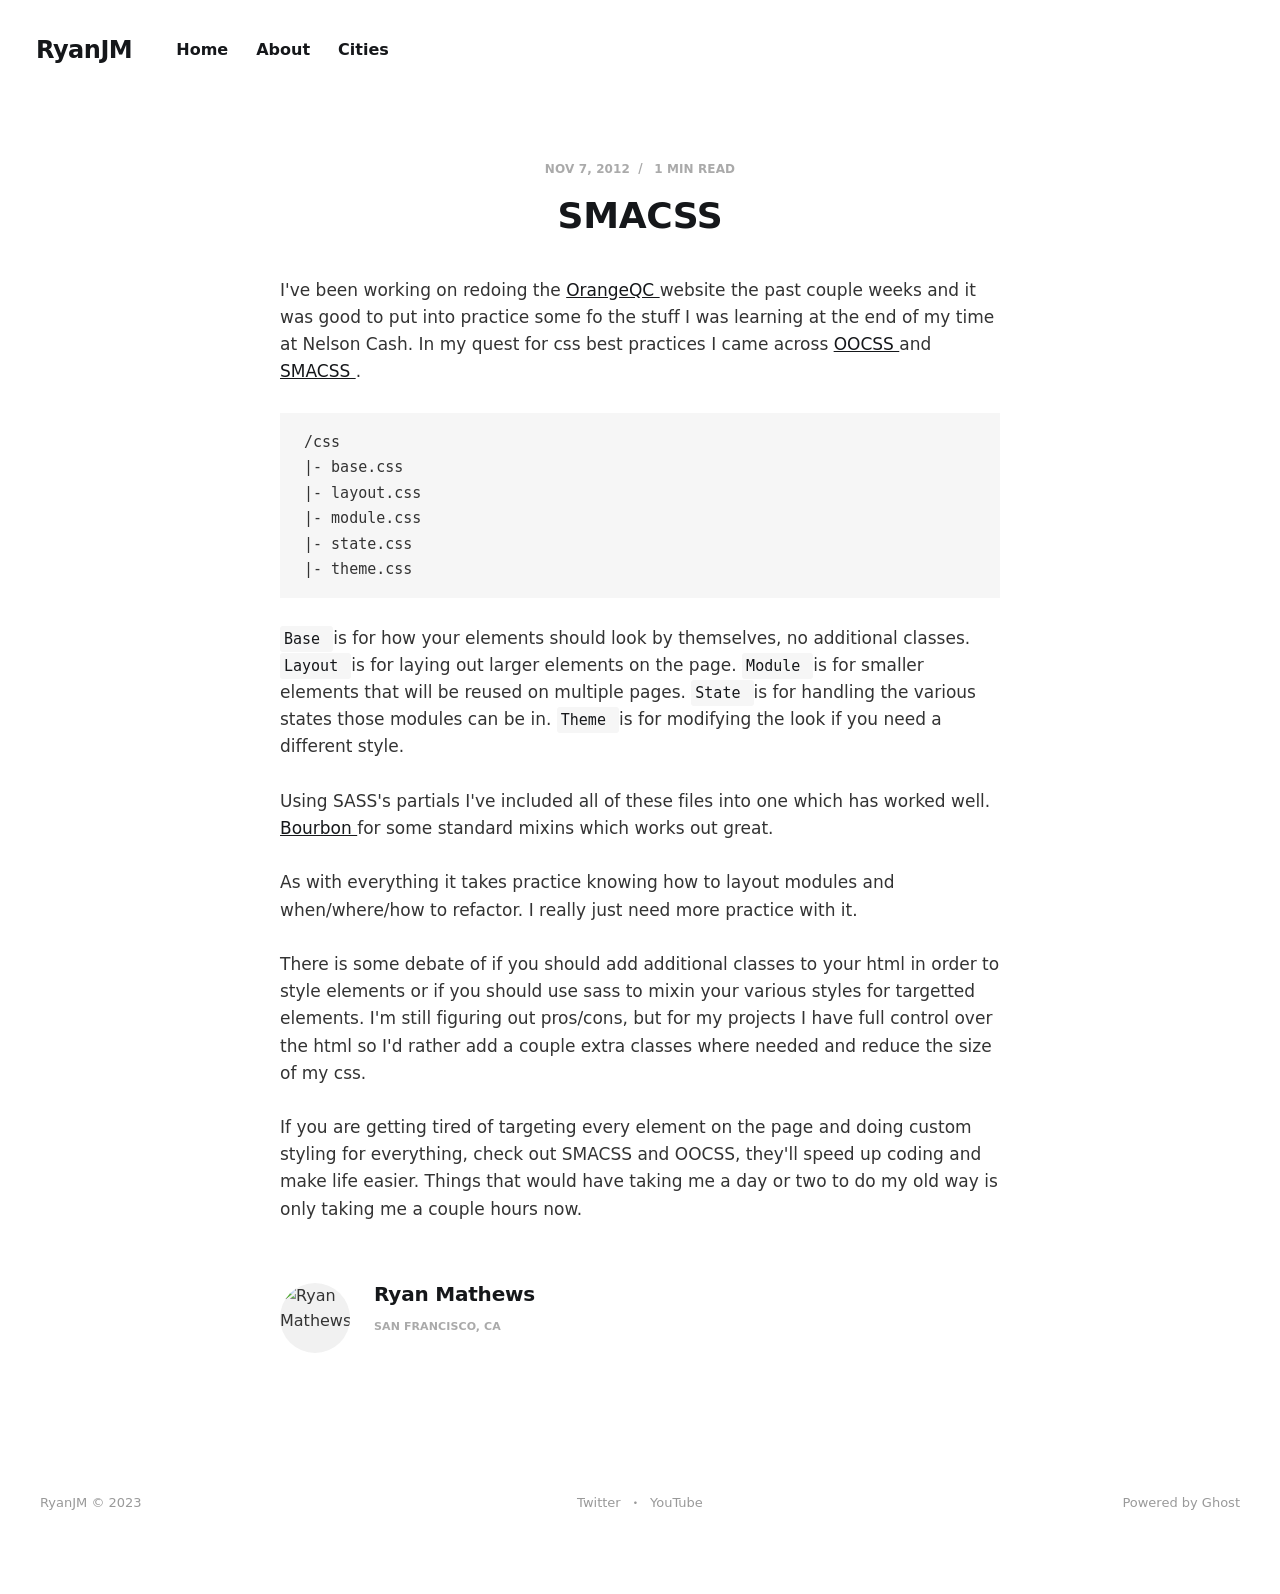 RyanJM
Home About Cities
NOV 7, 2012 / 1 MIN READ
SMACSS
I've been working on redoing the OrangeQC website the past couple weeks and it
was good to put into practice some fo the stuff I was learning at the end of my time
at Nelson Cash. In my quest for css best practices I came across OOCSS and
SMACSS .
/css
|- base.css
|- layout.css
|- module.css
|- state.css
|- theme.css
Base is for how your elements should look by themselves, no additional classes.
Layout is for laying out larger elements on the page. Module is for smaller
elements that will be reused on multiple pages. State is for handling the various
states those modules can be in. Theme is for modifying the look if you need a
different style.
Using SASS's partials I've included all of these files into one which has worked well.
Bourbon for some standard mixins which works out great.
As with everything it takes practice knowing how to layout modules and
when/where/how to refactor. I really just need more practice with it.
There is some debate of if you should add additional classes to your html in order to
style elements or if you should use sass to mixin your various styles for targetted
elements. I'm still figuring out pros/cons, but for my projects I have full control over
the html so I'd rather add a couple extra classes where needed and reduce the size
of my css.
If you are getting tired of targeting every element on the page and doing custom
styling for everything, check out SMACSS and OOCSS, they'll speed up coding and
make life easier. Things that would have taking me a day or two to do my old way is
only taking me a couple hours now.
Ryan
Mathews
Ryan Mathews
SAN FRANCISCO, CA
RyanJM © 2023
Twitter • YouTube
Powered by Ghost